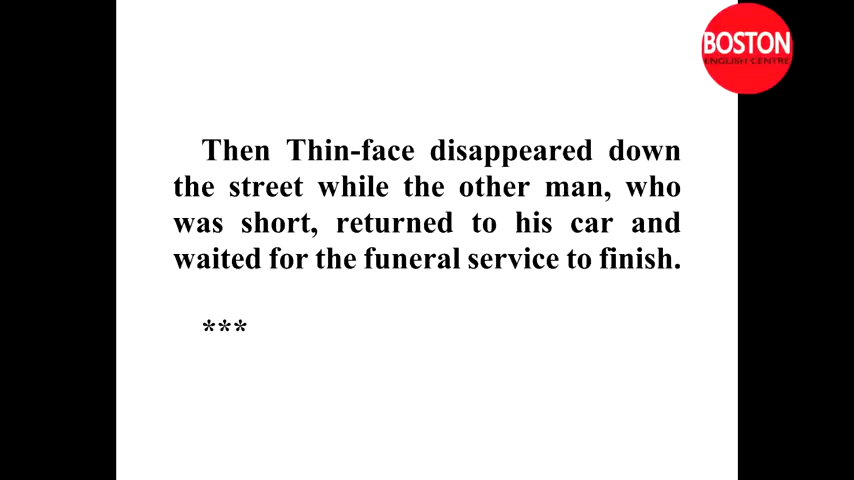 BOSTON
ENGLISH CENTRE
Then Thin-face disappeared down
the street while the other man, who
was short, returned to his car and
waited for the funeral service to finish.
***